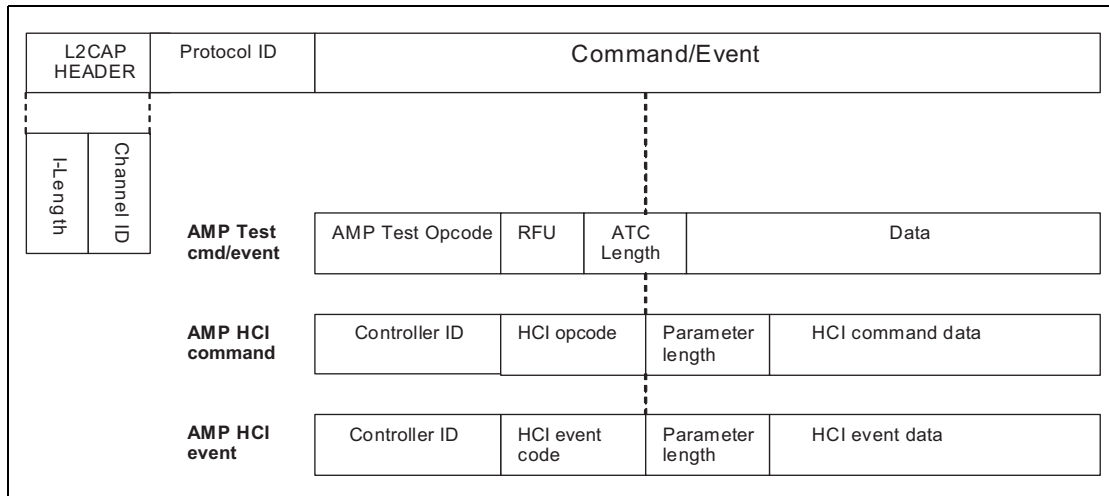 L2CAP
HEADER
Protocol ID
Command/Event
I-Length
Channel ID
AMP Test
cmd/event
AMP Test Opcode
RFU
ATC
Length
Data
AMP HCI
command
Controller ID
HCI opcode
Parameter
length
HCI command data
AMP HCI
event
Controller ID
HCI event
code
Parameter
length
HCI event data